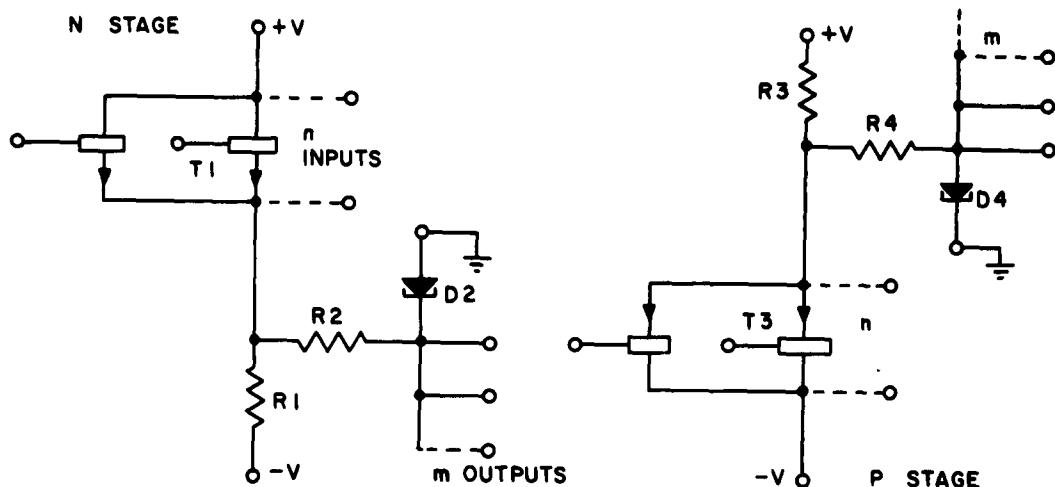 N STAGE
+V
n
INPUTS
T1
D2
R2
R1
-V
m OUTPUTS
+V
m
R3
R4
D4
T3
n
-V
P STAGE